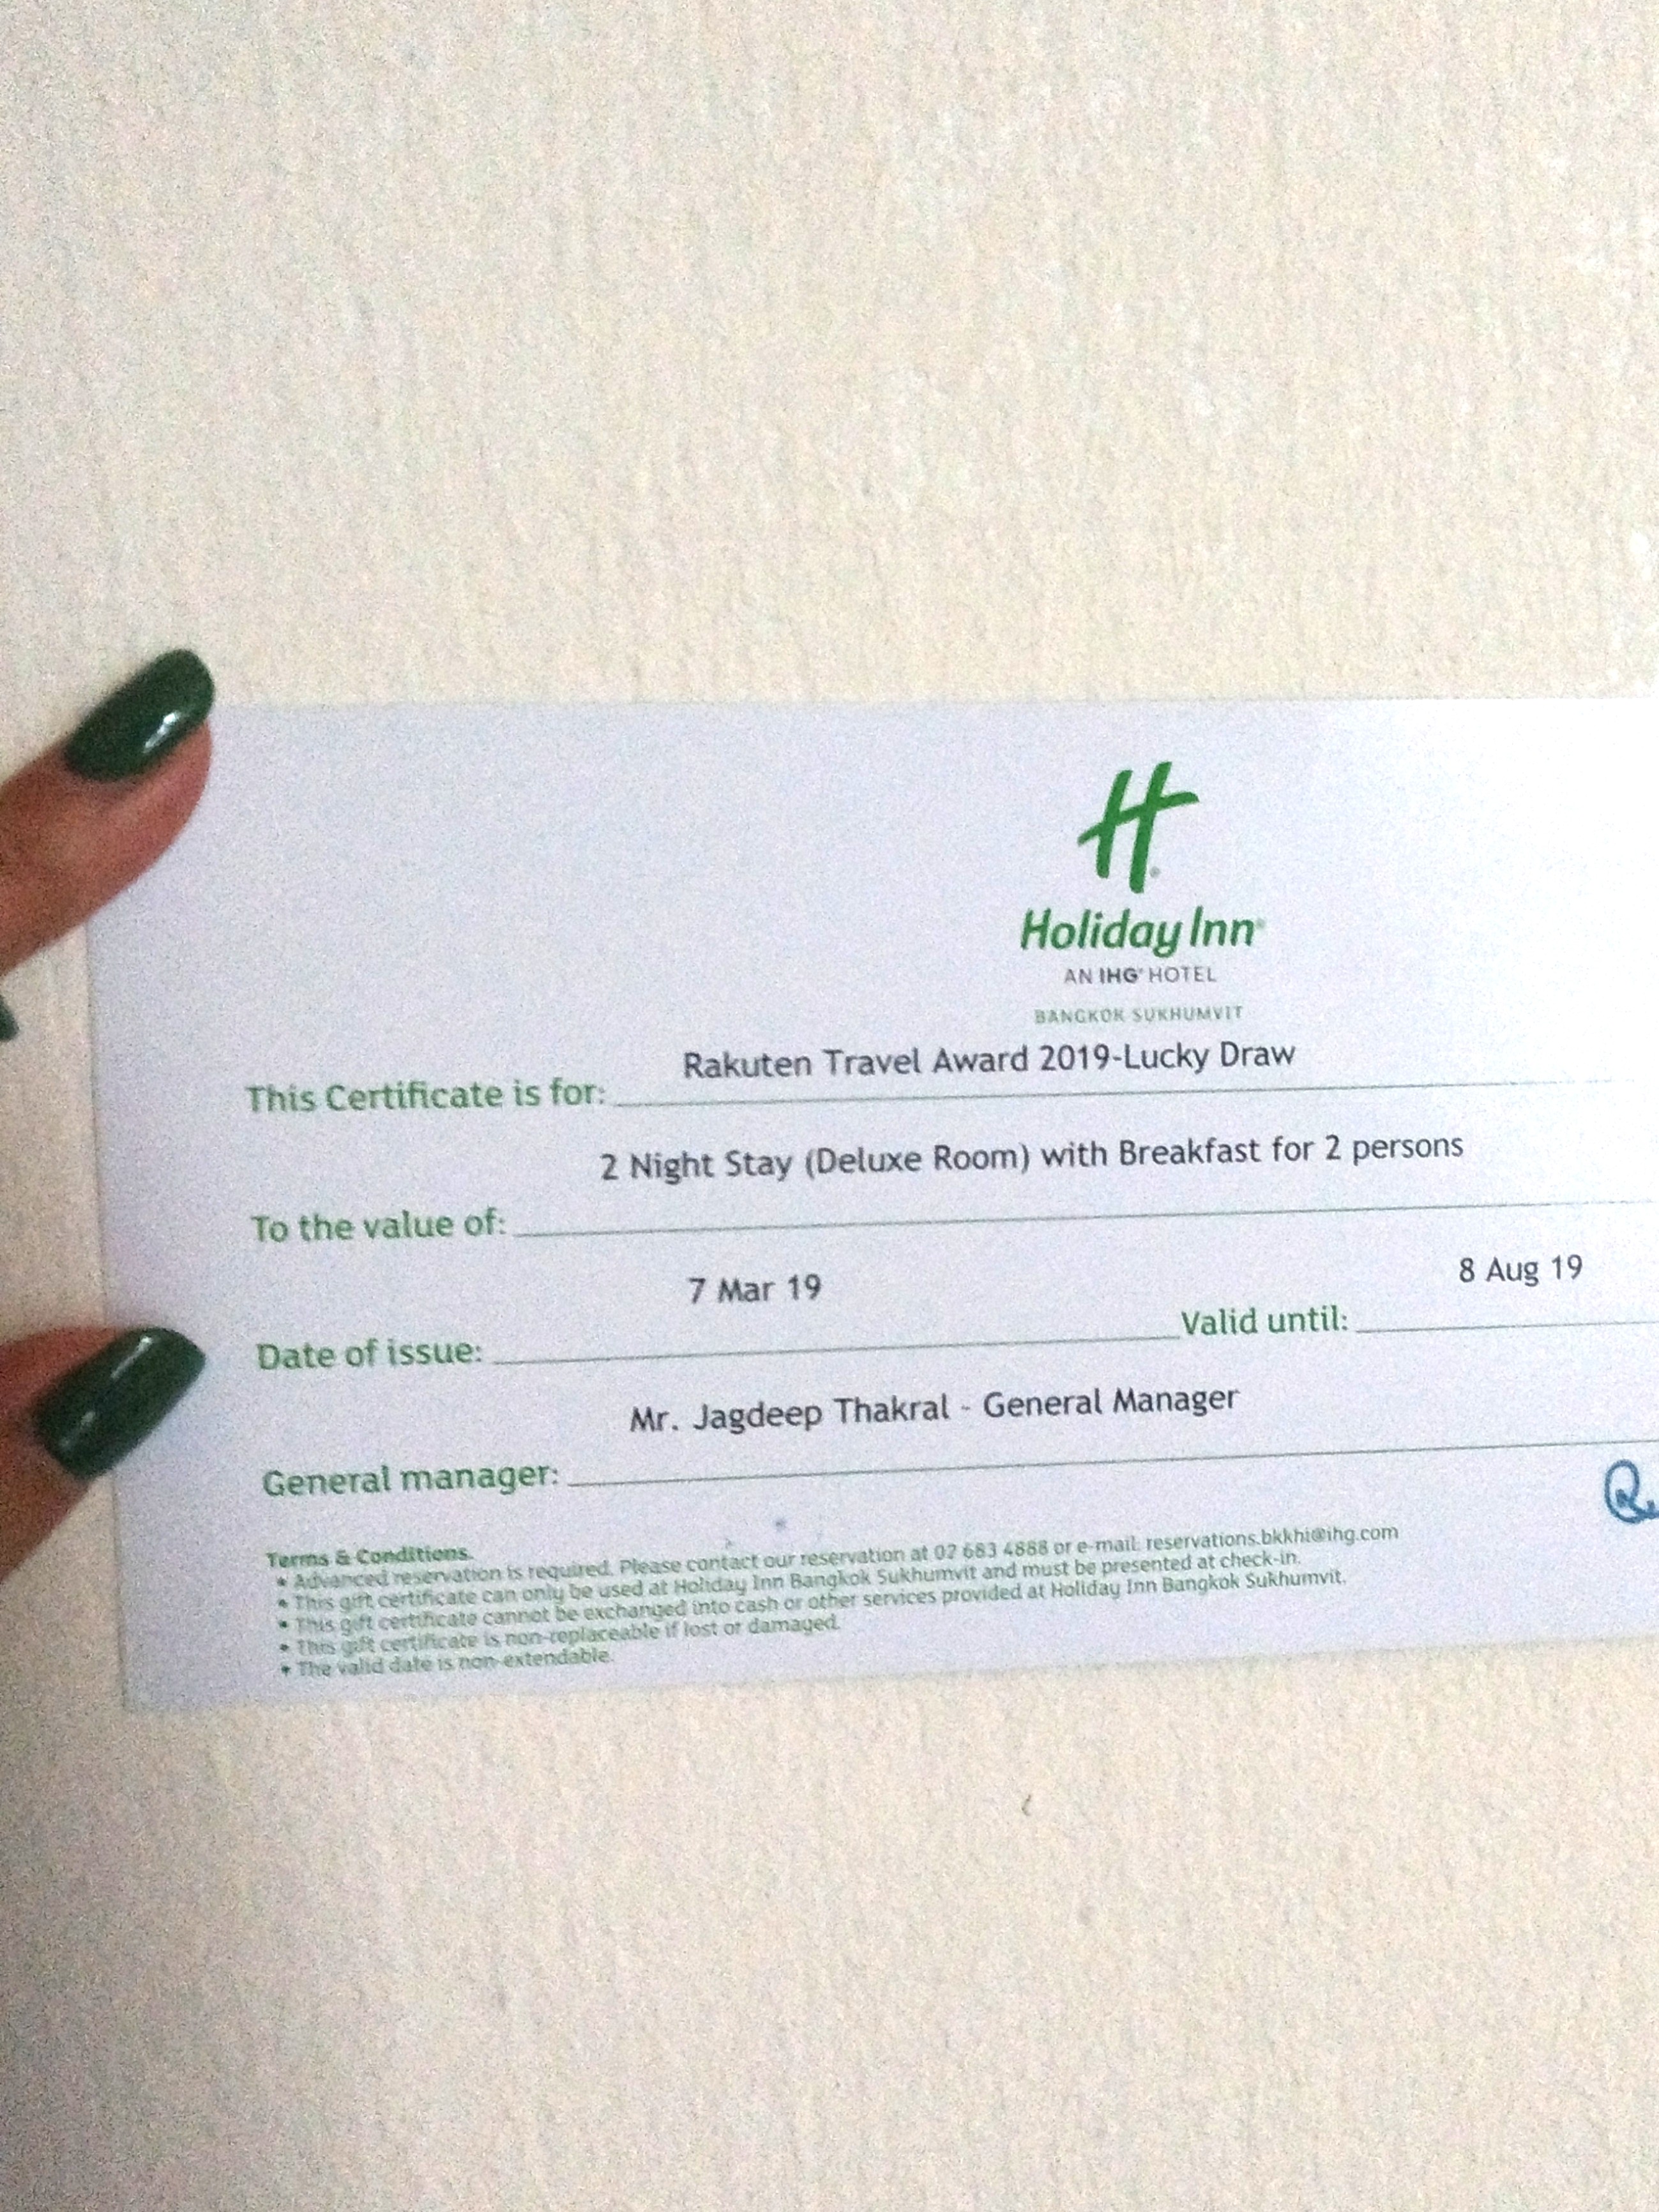 H
Holiday Inn®
AN IHG® HOTEL
BANGKOK SUKHUMVIT
This Certificate is for: Rakuten Travel Award 2019-Lucky Draw
To the value of: 2 Night Stay (Deluxe Room) with Breakfast for 2 persons
Date of issue: 7 Mar 19 Valid until: 8 Aug 19
General manager: Mr. Jagdeep Thakral - General Manager
Terms & Conditions.
• Advanced reservation is required. Please contact our reservation at 02 683 4888 or e-mail: reservations.bkkhi@ihg.com
• This gift certificate can only be used at Holiday Inn Bangkok Sukhumvit and must be presented at check-in.
• This gift certificate cannot be exchanged into cash or other services provided at Holiday Inn Bangkok Sukhumvit.
• This gift certificate is non-replaceable if lost or damaged.
• The valid date is non-extendable.